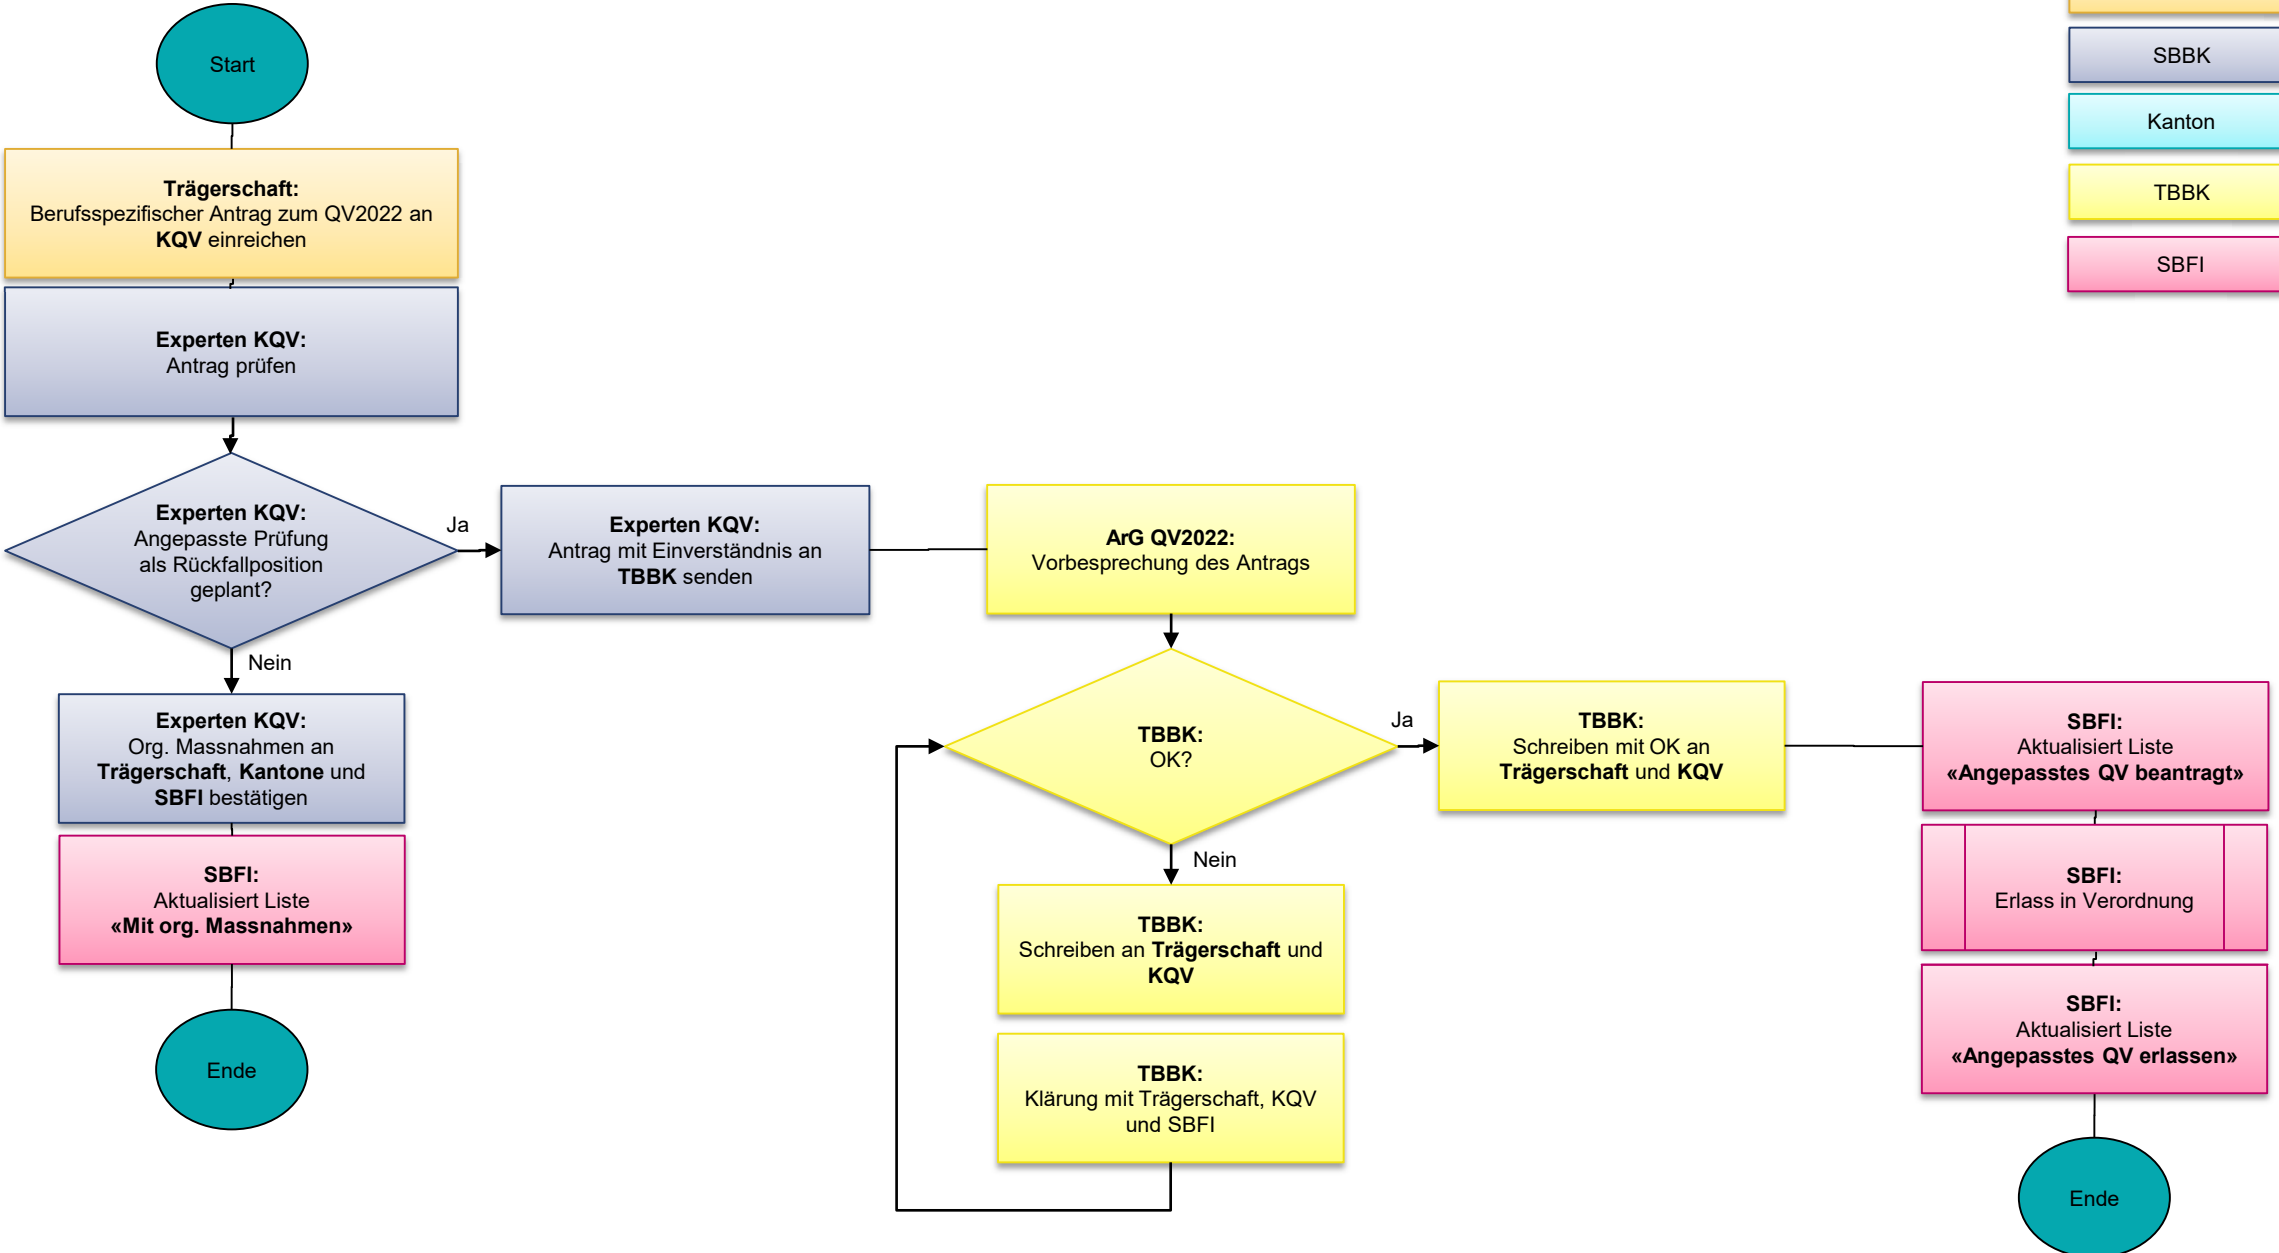 Start
SBBK
Kanton
TBBK
SBFI
Trägerschaft:
Berufsspezifischer Antrag zum QV2022 an
KQV einreichen
Experten KQV:
Antrag prüfen
Experten KQV:
Angepasste Prüfung
als Rückfallposition
geplant?
Ja
Nein
Experten KQV:
Antrag mit Einverständnis an
TBBK senden
ArG QV2022:
Vorbesprechung des Antrags
Experten KQV:
Org. Massnahmen an
Trägerschaft, Kantone und
SBFI bestätigen
SBFI:
Aktualisiert Liste
«Mit org. Massnahmen»
Ende
TBBK:
OK?
Ja
Nein
TBBK:
Schreiben mit OK an
Trägerschaft und KQV
SBFI:
Aktualisiert Liste
«Angepasstes QV beantragt»
TBBK:
Schreiben an Trägerschaft und
KQV
TBBK:
Klärung mit Trägerschaft, KQV
und SBFI
SBFI:
Erlass in Verordnung
SBFI:
Aktualisiert Liste
«Angepasstes QV erlassen»
Ende